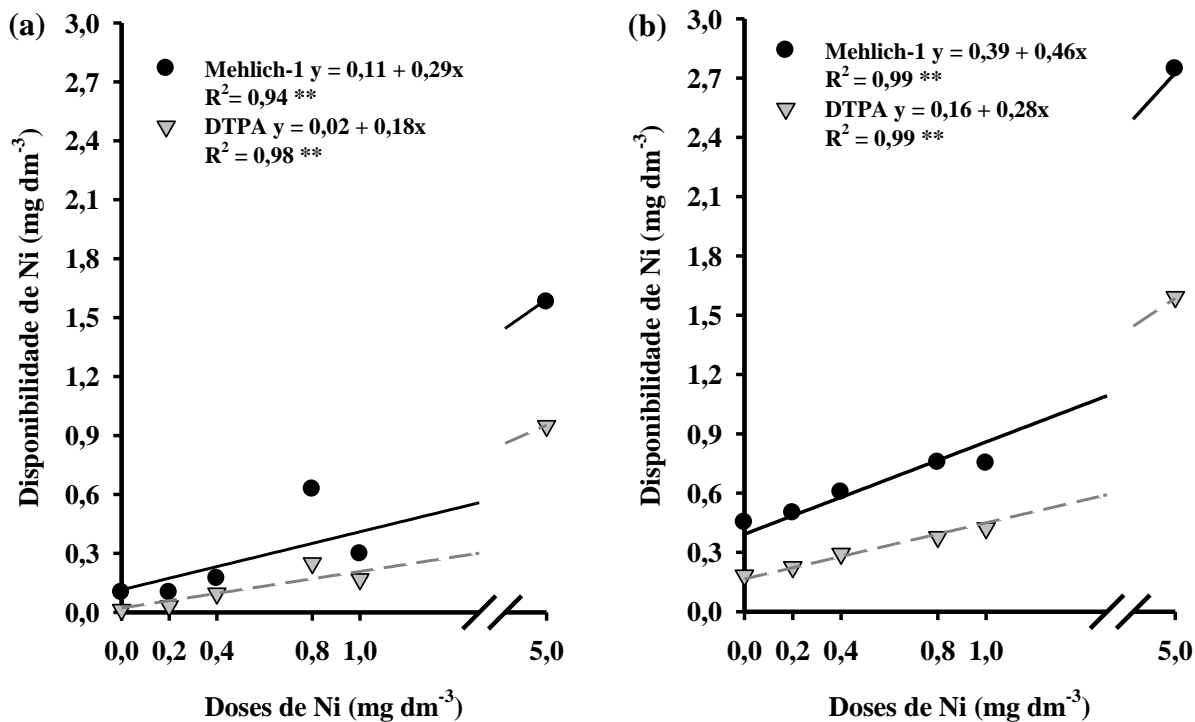 (a)
Disponibilidade de Ni (mg dm-3)
3,0
2,7
2,4
2,1
1,8
1,5
1,2
0,9
0,6
0,3
0,0
Mehlich-1 y = 0,11 + 0,29x
R2= 0,94 **
DTPA y = 0,02 + 0,18x
R2 = 0,98 **
0,0 0,2 0,4 0,8 1,0 5,0
Doses de Ni (mg dm-3)
(b)
Disponibilidade de Ni (mg dm-3)
3,0
2,7
2,4
2,1
1,8
1,5
1,2
0,9
0,6
0,3
0,0
Mehlich-1 y = 0,39 + 0,46x
R2 = 0,99 **
DTPA y = 0,16 + 0,28x
R2 = 0,99 **
0,0 0,2 0,4 0,8 1,0 5,0
Doses de Ni (mg dm-3)